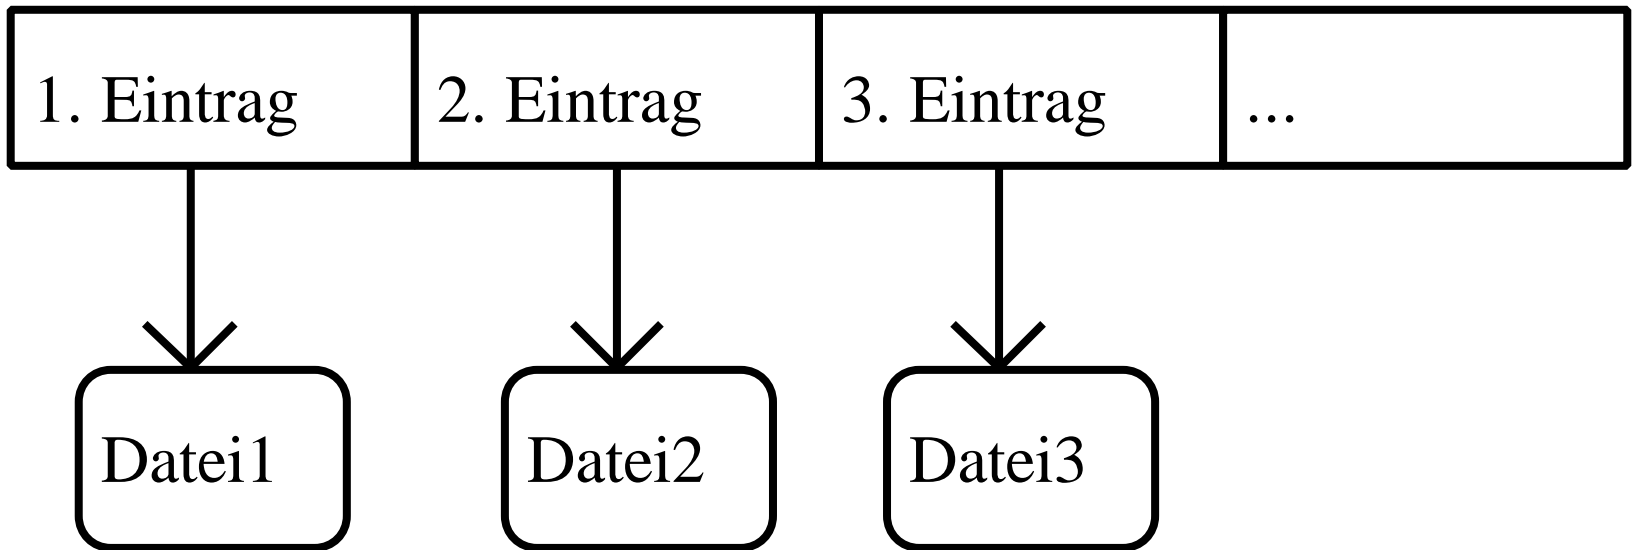 1. Eintrag
2. Eintrag
3. Eintrag
...
Datei1
Datei2
Datei3